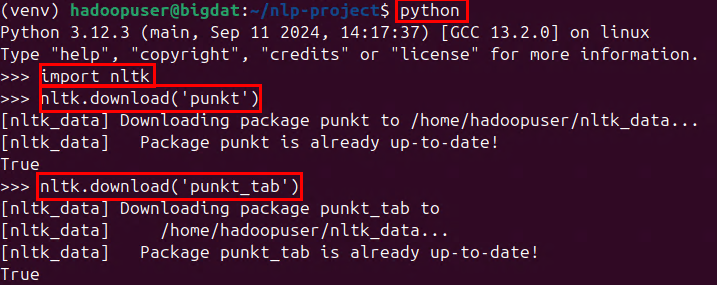 (venv) hadoopuser@bigdat:~/nlp-project$ python
Python 3.12.3 (main, Sep 11 2024, 14:17:37) [GCC 13.2.0] on linux
Type "help", "copyright", "credits" or "license" for more information.
>>> import nltk
>>> nltk.download('punkt')
[nltk_data] Downloading package punkt to /home/hadoopuser/nltk_data...
[nltk_data]   Package punkt is already up-to-date!
True
>>> nltk.download('punkt_tab')
[nltk_data] Downloading package punkt_tab to
[nltk_data]     /home/hadoopuser/nltk_data...
[nltk_data]   Package punkt_tab is already up-to-date!
True